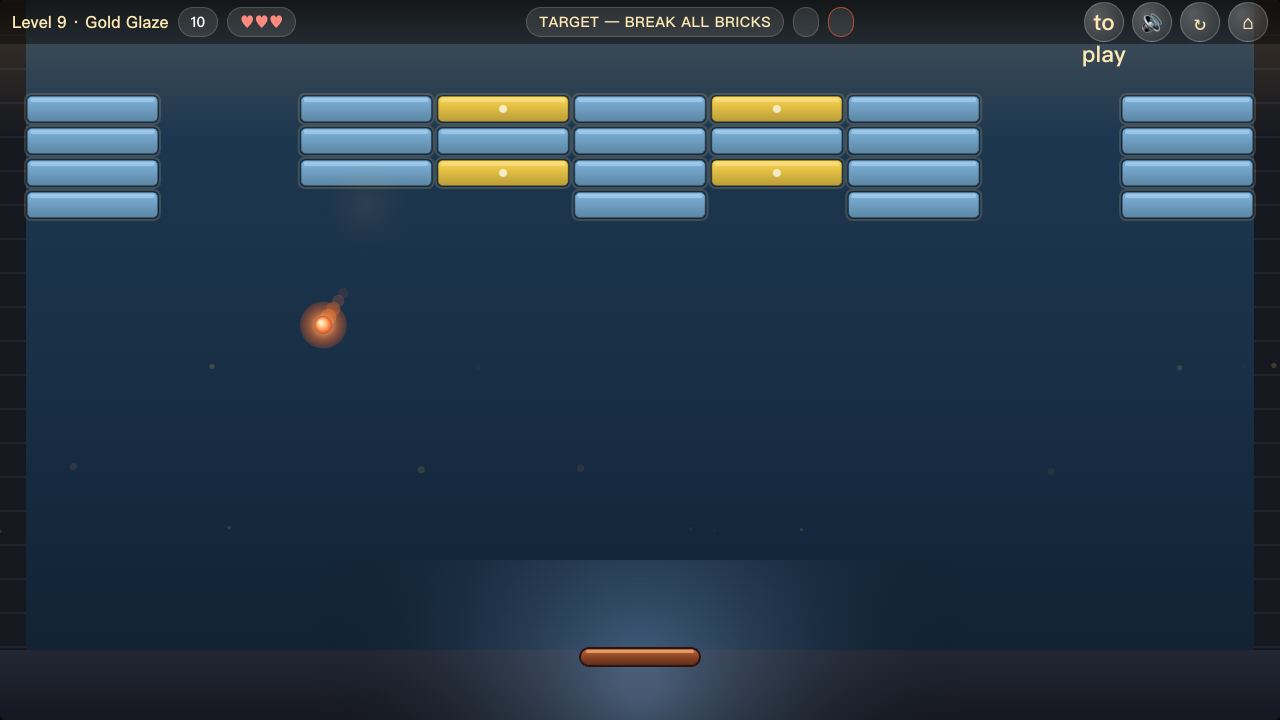 Level 9 · Gold Glaze 10 ♥♥♥ TARGET — BREAK ALL BRICKS to
play